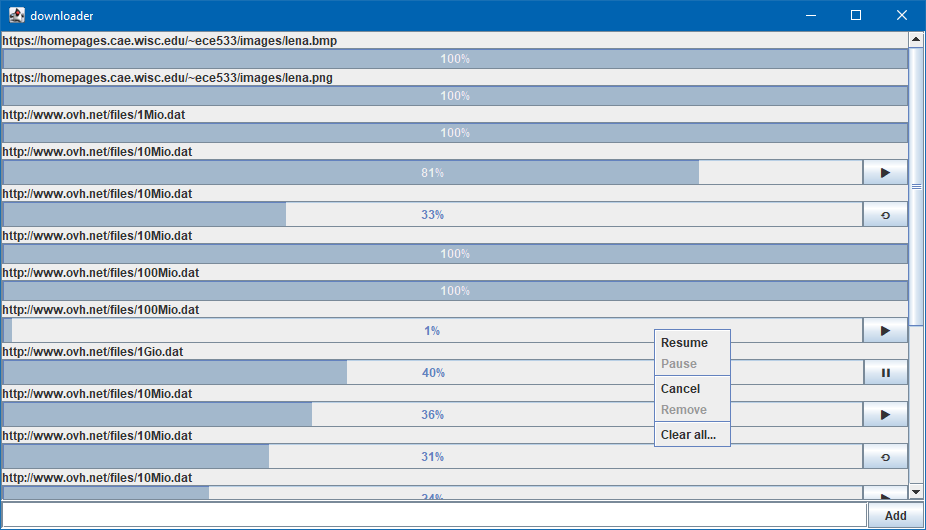 downloader
https://homepages.cae.wisc.edu/~ece533/images/lena.bmp
100%
https://homepages.cae.wisc.edu/~ece533/images/lena.png
100%
http://www.ovh.net/files/1Mio.dat
100%
http://www.ovh.net/files/10Mio.dat
81%
http://www.ovh.net/files/10Mio.dat
33%
http://www.ovh.net/files/10Mio.dat
100%
http://www.ovh.net/files/100Mio.dat
100%
http://www.ovh.net/files/100Mio.dat
1%
http://www.ovh.net/files/1Gio.dat
40%
http://www.ovh.net/files/10Mio.dat
36%
http://www.ovh.net/files/10Mio.dat
31%
http://www.ovh.net/files/10Mio.dat
24%
Resume
Pause
Cancel
Remove
Clear all...
Add